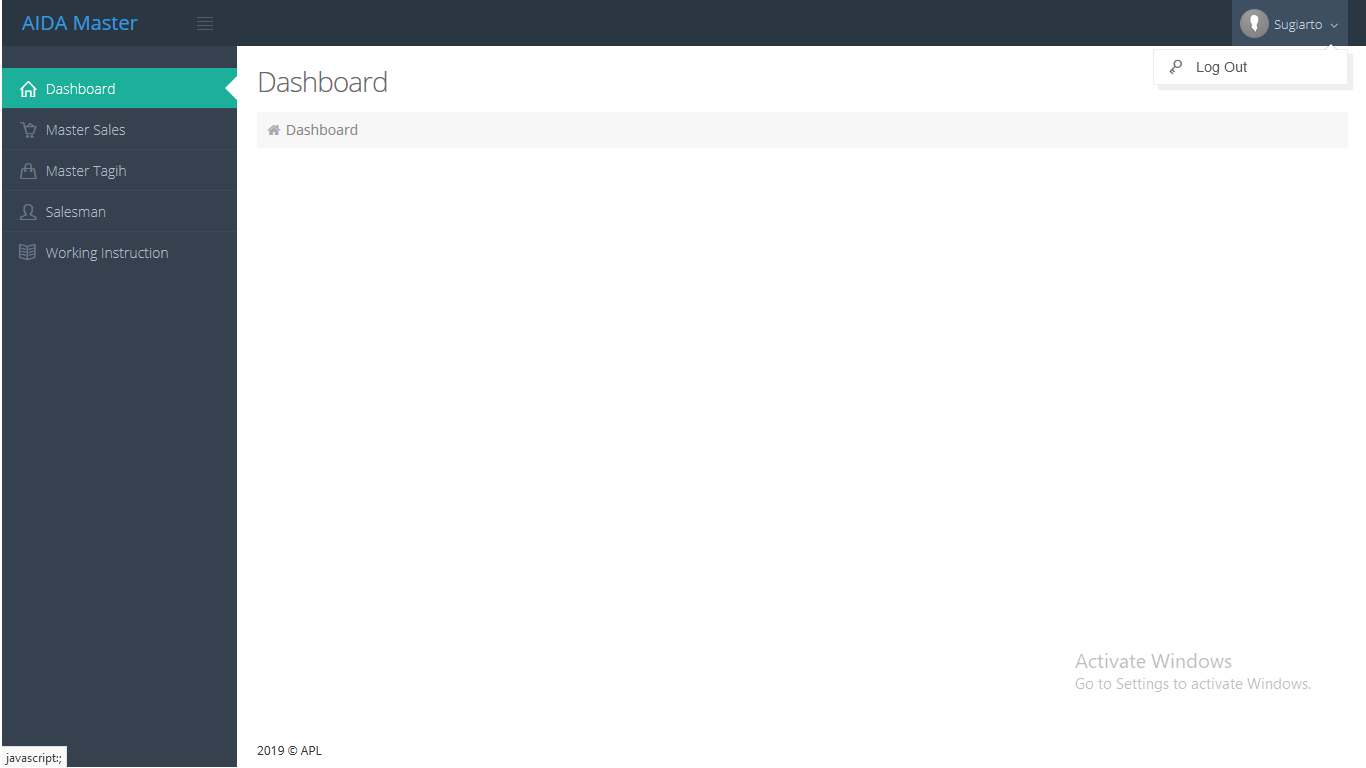 AIDA Master
Sugiarto
Log Out
Dashboard
Master Sales
Master Tagih
Salesman
Working Instruction
Dashboard
Dashboard
Activate Windows
Go to Settings to activate Windows.
2019 © APL
javascript:;